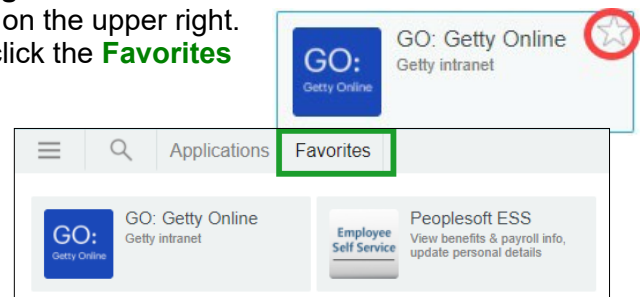 g
on the upper right.
click the Favorites
GO:
Getty Online
GO: Getty Online
Getty intranet
Applications Favorites
GO:
Getty Online
GO: Getty Online
Getty intranet
Employee
Self Service
Peoplesoft ESS
View benefits & payroll info,
update personal details